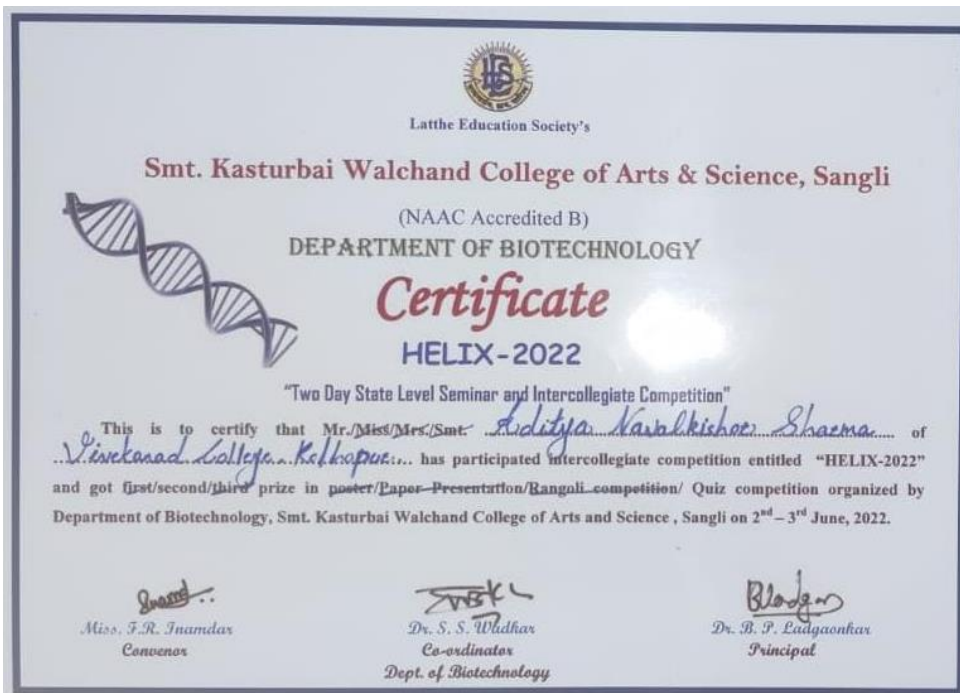 Latthe Education Society's
Smt. Kasturbai Walchand College of Arts & Science, Sangli
(NAAC Accredited B)
DEPARTMENT OF BIOTECHNOLOGY
Certificate
HELIX-2022
"Two Day State Level Seminar and Intercollegiate Competition"
This is to certify that Mr./Miss/Mrs./Smt. Aditya Navalkishor Sharma of
Vivekanad College Kolhapur has participated intercollegiate competition entitled "HELIX-2022"
and got first/second/third prize in poster/Paper Presentation/Rangoli competition/ Quiz competition organized by
Department of Biotechnology, Smt. Kasturbai Walchand College of Arts and Science , Sangli on 2nd – 3rd June, 2022.
Miss. F.R. Inamdar
Convenor
Dr. S. S. Wadhar
Co-ordinator
Dept. of Biotechnology
Dr. B. P. Ladgaonkar
Principal